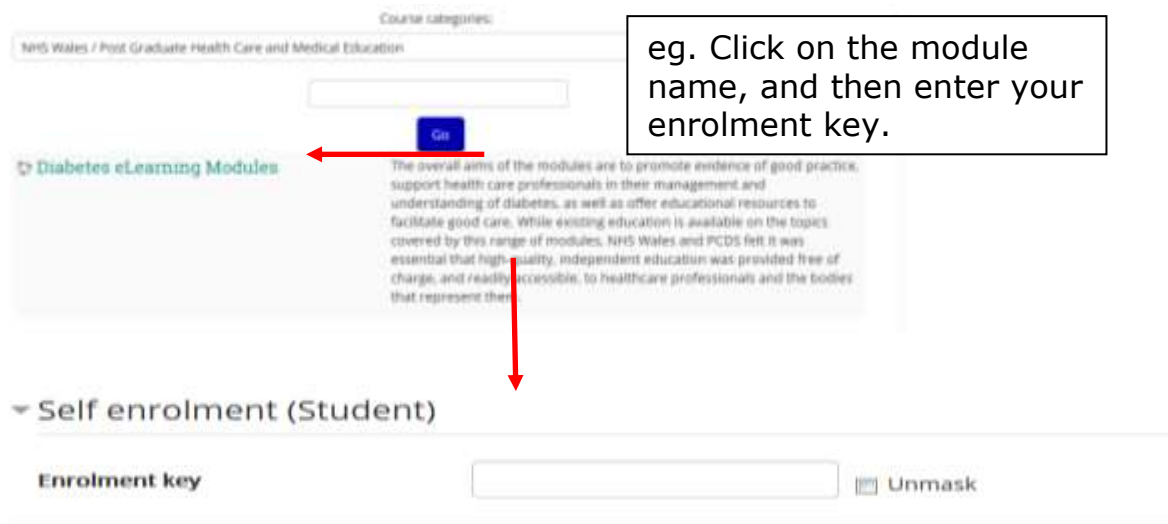 Course categories:
NHS Wales / Post Graduate Health Care and Medical Education
eg. Click on the module
name, and then enter your
enrolment key.
Go
Diabetes eLearning Modules
The overall aims of the modules are to promote evidence of good practice,
support health care professionals in their management and
understanding of diabetes, as well as offer educational resources to
facilitate good care. While existing education is available on the topics
covered by this range of modules, NHS Wales and PCDS felt it was
essential that high-quality, independent education was provided free of
charge, and readily accessible, to healthcare professionals and the bodies
that represent them.
Self enrolment (Student)
Enrolment key
Unmask